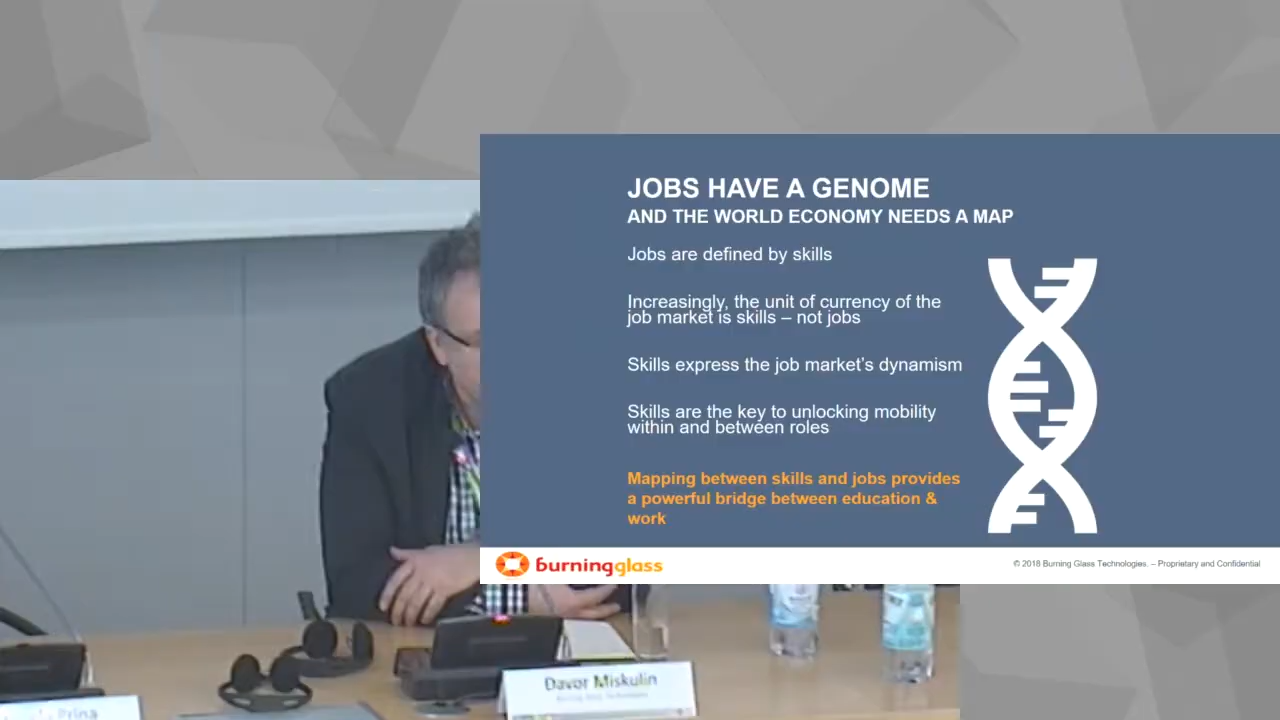 JOBS HAVE A GENOME
AND THE WORLD ECONOMY NEEDS A MAP
Jobs are defined by skills
Increasingly, the unit of currency of the
job market is skills – not jobs
Skills express the job market's dynamism
Skills are the key to unlocking mobility
within and between roles
Mapping between skills and jobs provides
a powerful bridge between education &
work
burningglass
© 2018 Burning Glass Technologies. – Proprietary and Confidential
Davor Miskulin
Prina